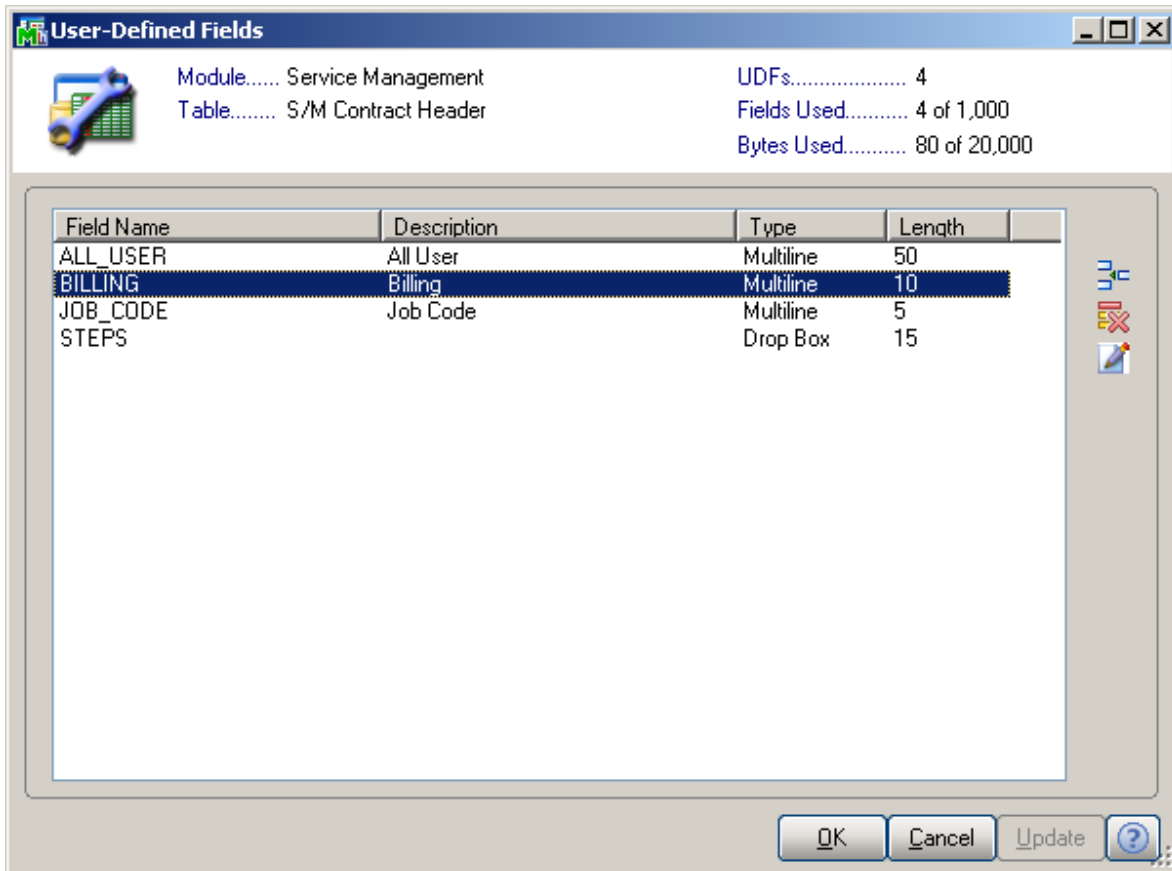 User-Defined Fields
Module...... Service Management
Table........ S/M Contract Header
UDFs.................... 4
Fields Used........... 4 of 1,000
Bytes Used........... 80 of 20,000
Field Name Description Type Length
ALL_USER All User Multiline 50
BILLING Billing Multiline 10
JOB_CODE Job Code Multiline 5
STEPS Drop Box 15
OK Cancel Update ?